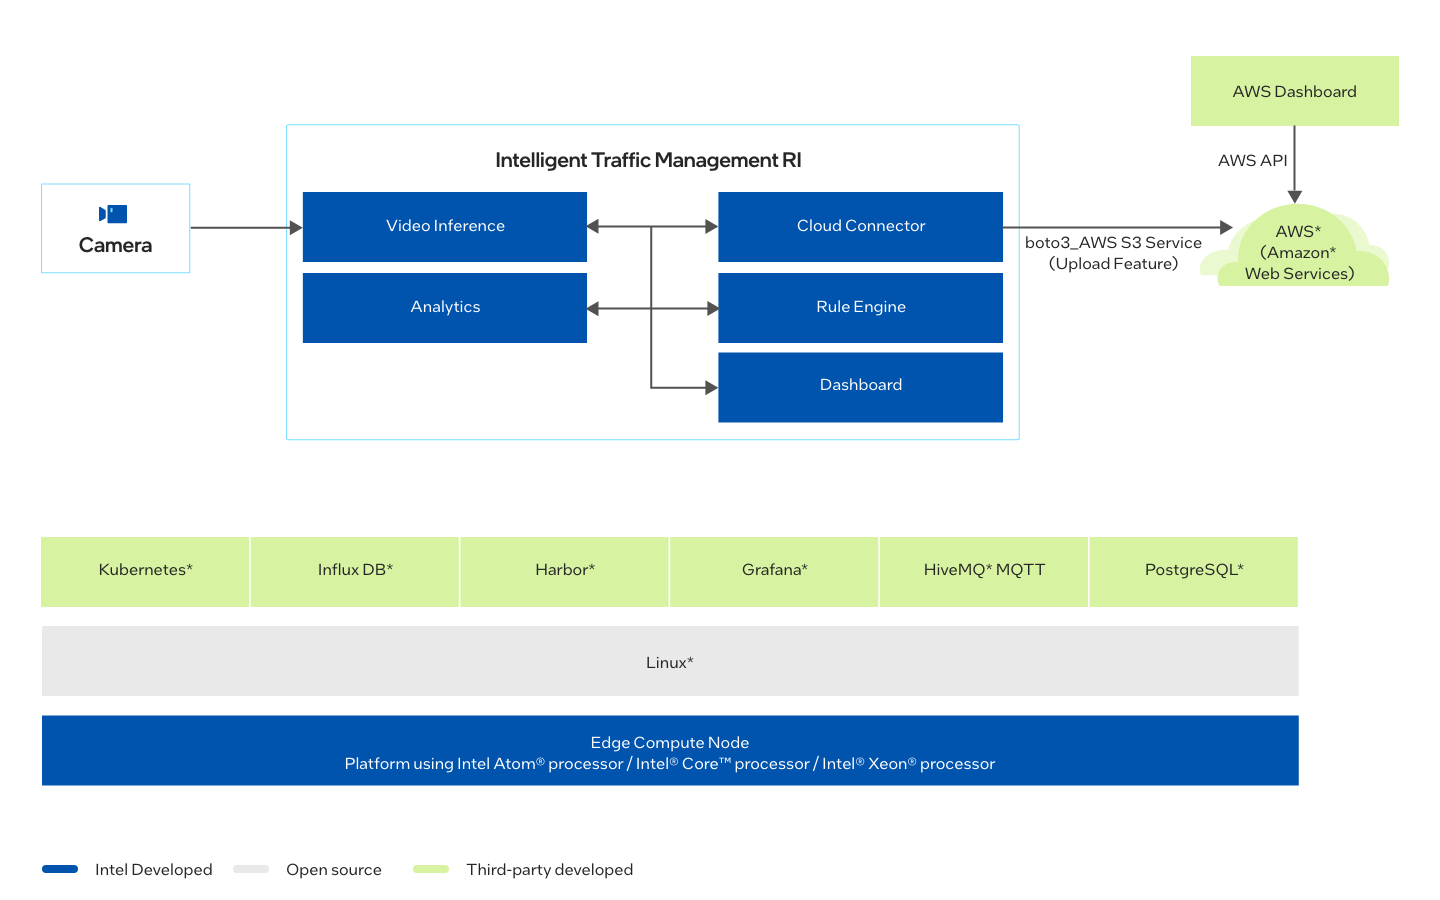 AWS Dashboard
AWS API
Intelligent Traffic Management RI
Camera
Video Inference
Cloud Connector
Analytics
Rule Engine
Dashboard
boto3_AWS S3 Service
(Upload Feature)
AWS*
(Amazon*
Web Services)
Kubernetes*
Influx DB*
Harbor*
Grafana*
HiveMQ* MQTT
PostgreSQL*
Linux*
Edge Compute Node
Platform using Intel Atom® processor / Intel® Core™ processor / Intel® Xeon® processor
Intel Developed
Open source
Third-party developed